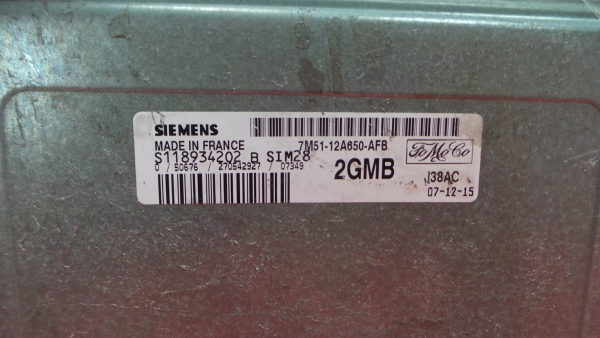 SIEMENS
MADE IN FRANCE
7M51-12A650-AFB
S118934202 B SIM28
0 / 50676 / 270542927 / 07349
2GMB
FoMoCo
J38AC
07-12-15